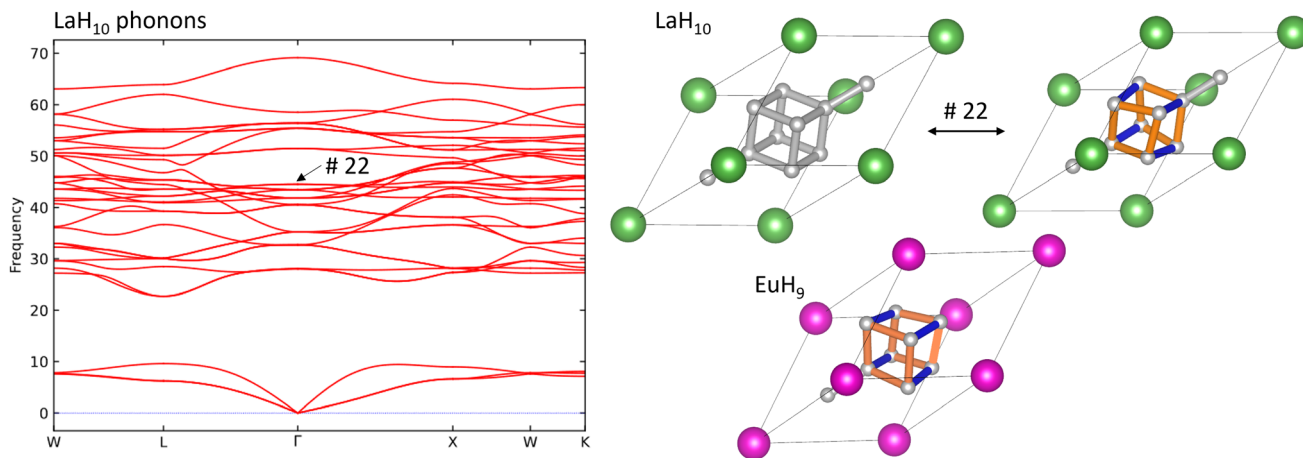 LaH₁₀ phonons
70
60
50
40
30
20
10
0
Frequency
# 22
W L Γ X W K
LaH₁₀
# 22
EuH₉